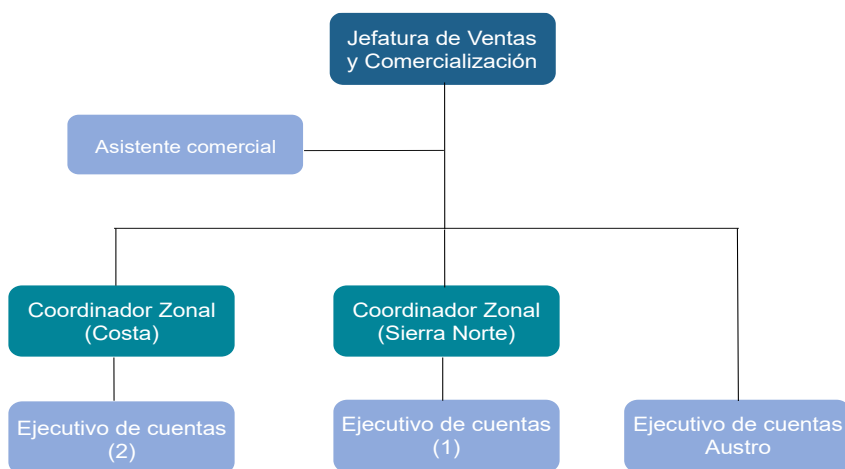 Jefatura de Ventas
y Comercialización
Asistente comercial
Coordinador Zonal
(Costa)
Coordinador Zonal
(Sierra Norte)
Ejecutivo de cuentas
(2)
Ejecutivo de cuentas
(1)
Ejecutivo de cuentas
Austro